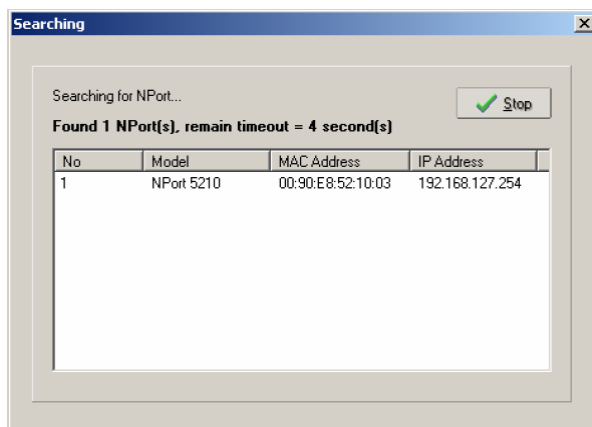 Searching
Searching for NPort...
Stop
Found 1 NPort(s), remain timeout = 4 second(s)
No Model MAC Address IP Address
1 NPort 5210 00:90:E8:52:10:03 192.168.127.254